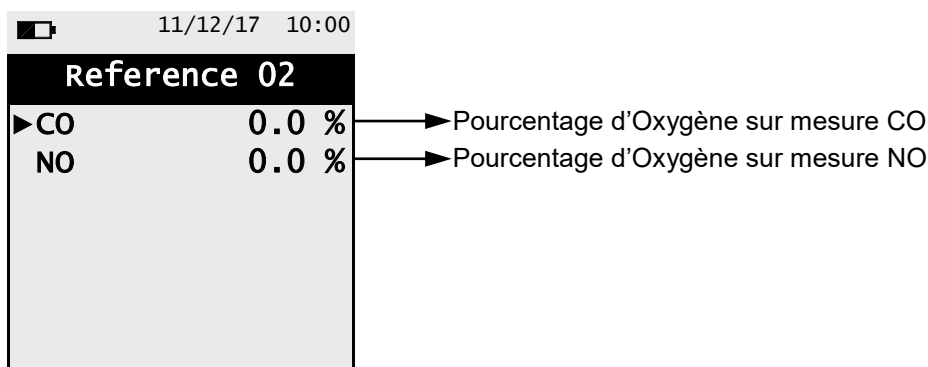 11/12/17 10:00
Reference O2
►CO 0.0 % Pourcentage d'Oxygène sur mesure CO
NO 0.0 % Pourcentage d'Oxygène sur mesure NO